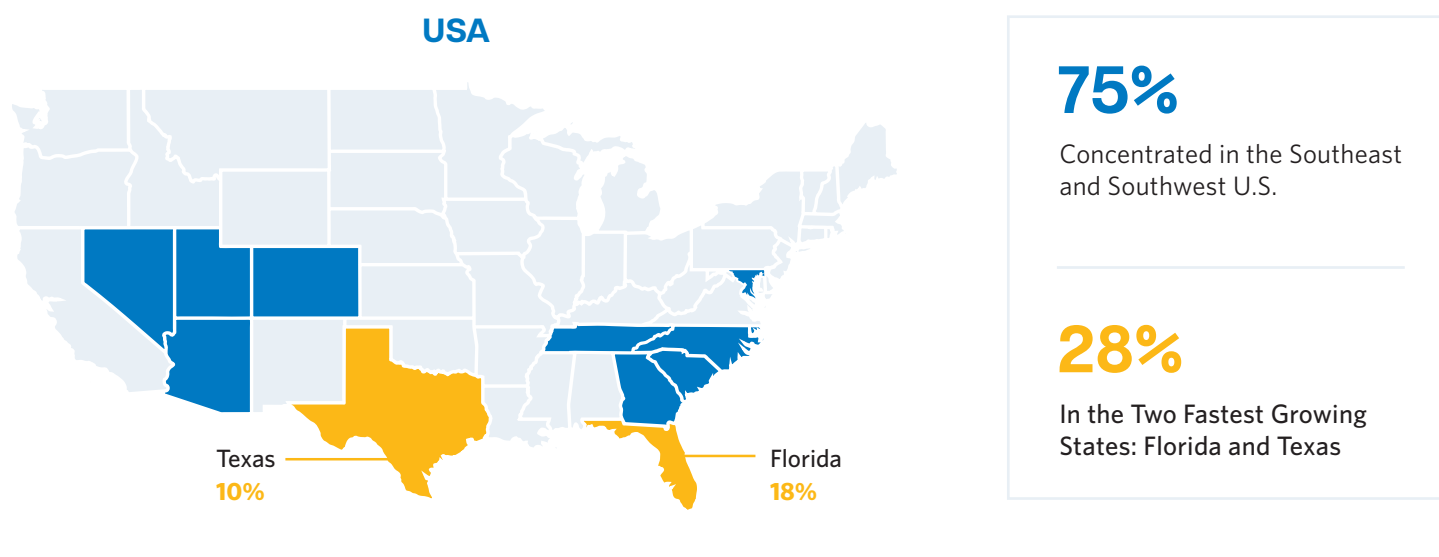 USA
Texas
10%
Florida
18%
75%
Concentrated in the Southeast
and Southwest U.S.
28%
In the Two Fastest Growing
States: Florida and Texas